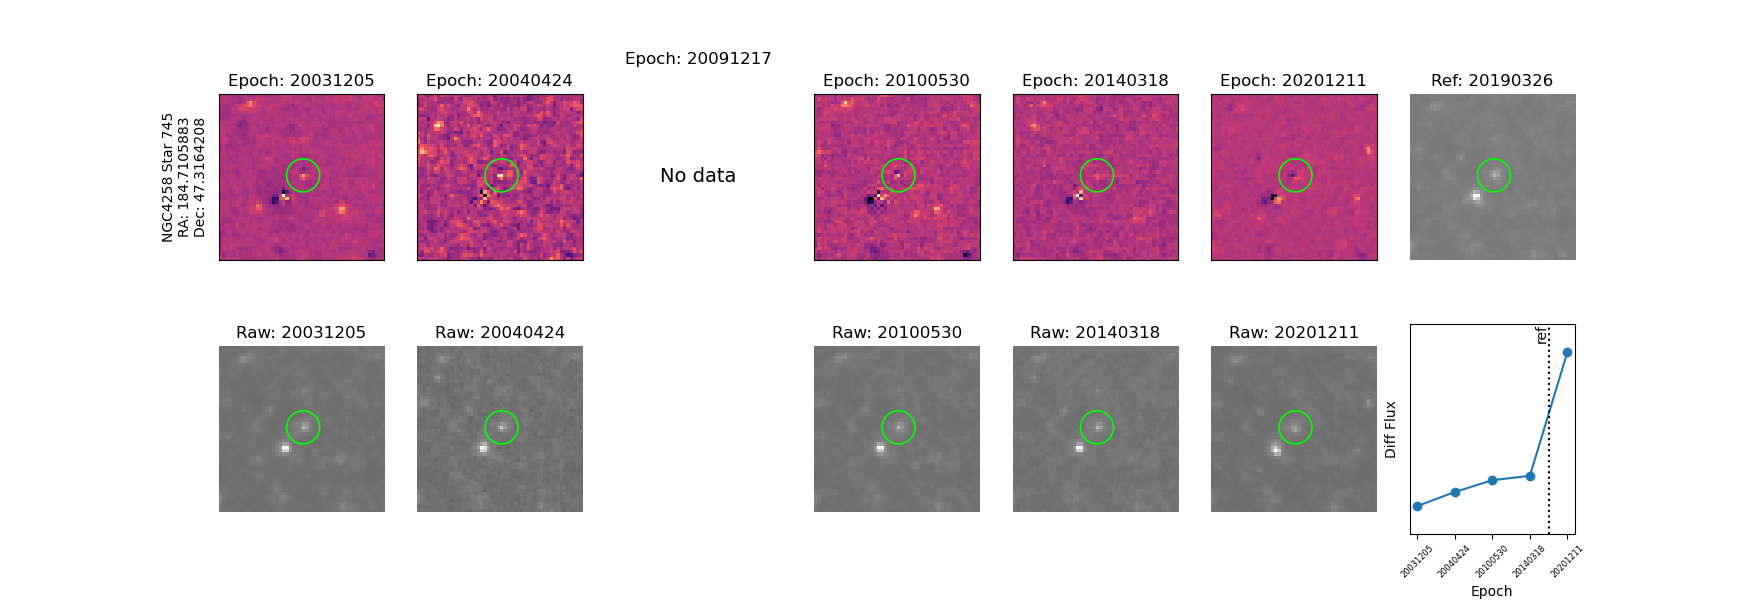 Epoch: 20091217
Epoch: 20031205
Epoch: 20040424
Epoch: 20100530
Epoch: 20140318
Epoch: 20201211
Ref: 20190326
NGC4258 Star 745
RA: 184.7105883
Dec: 47.3164208
No data
Raw: 20031205
Raw: 20040424
Raw: 20100530
Raw: 20140318
Raw: 20201211
ref
Diff Flux
20031205
20040424
20100530
20140318
20201211
Epoch